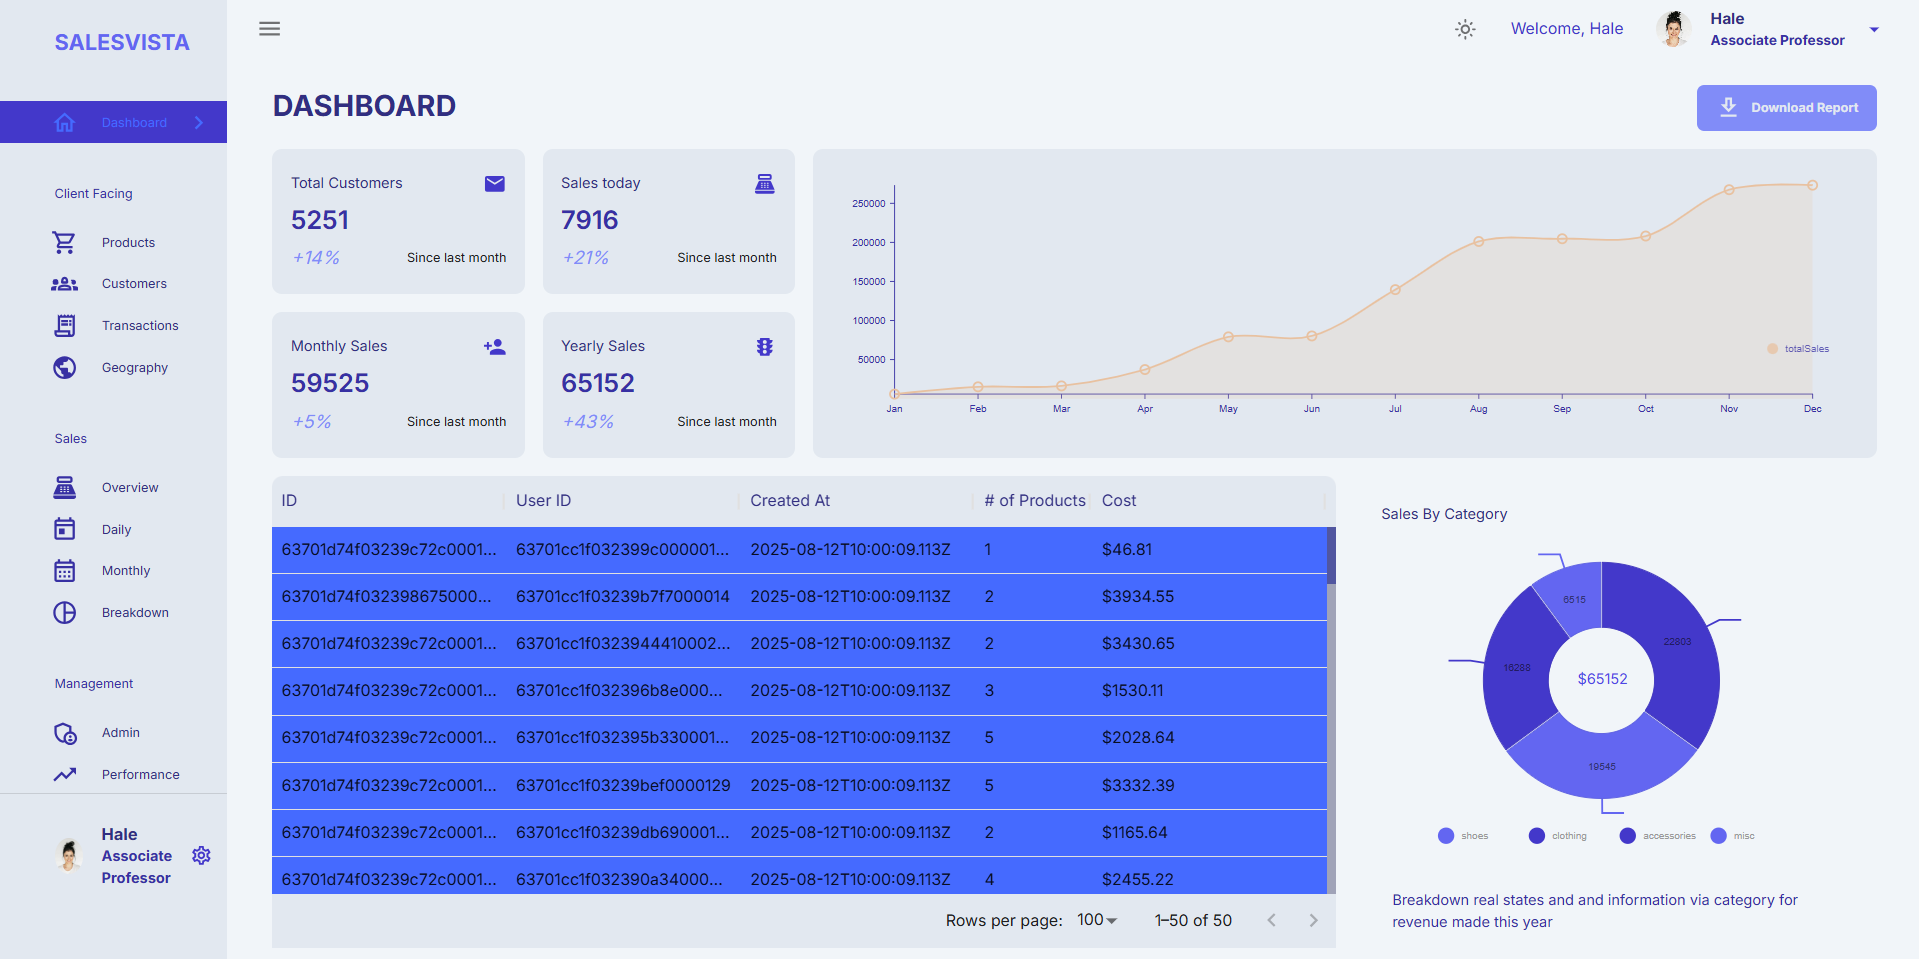 SALESVISTA
Dashboard
Client Facing
Products
Customers
Transactions
Geography
Sales
Overview
Daily
Monthly
Breakdown
Management
Admin
Performance
Hale
Associate
Professor
Welcome, Hale
Hale
Associate Professor
DASHBOARD
Download Report
Total Customers
5251
+14%
Since last month
Sales today
7916
+21%
Since last month
Monthly Sales
59525
+5%
Since last month
Yearly Sales
65152
+43%
Since last month
250000
200000
150000
100000
50000
Jan Feb Mar Apr May Jun Jul Aug Sep Oct Nov Dec
totalSales
ID User ID Created At # of Products Cost
63701d74f03239c72c0001... 63701cc1f032399c000001... 2025-08-12T10:00:09.113Z 1 $46.81
63701d74f032398675000... 63701cc1f03239b7f7000014 2025-08-12T10:00:09.113Z 2 $3934.55
63701d74f03239c72c0001... 63701cc1f0323944410002... 2025-08-12T10:00:09.113Z 2 $3430.65
63701d74f03239c72c0001... 63701cc1f032396b8e000... 2025-08-12T10:00:09.113Z 3 $1530.11
63701d74f03239c72c0001... 63701cc1f032395b330001... 2025-08-12T10:00:09.113Z 5 $2028.64
63701d74f03239c72c0001... 63701cc1f03239bef0000129 2025-08-12T10:00:09.113Z 5 $3332.39
63701d74f03239c72c0001... 63701cc1f03239db690001... 2025-08-12T10:00:09.113Z 2 $1165.64
63701d74f03239c72c0001... 63701cc1f032390a34000... 2025-08-12T10:00:09.113Z 4 $2455.22
Rows per page: 100 1–50 of 50
Sales By Category
6515
22803
16288
$65152
19545
shoes clothing accessories misc
Breakdown real states and and information via category for
revenue made this year